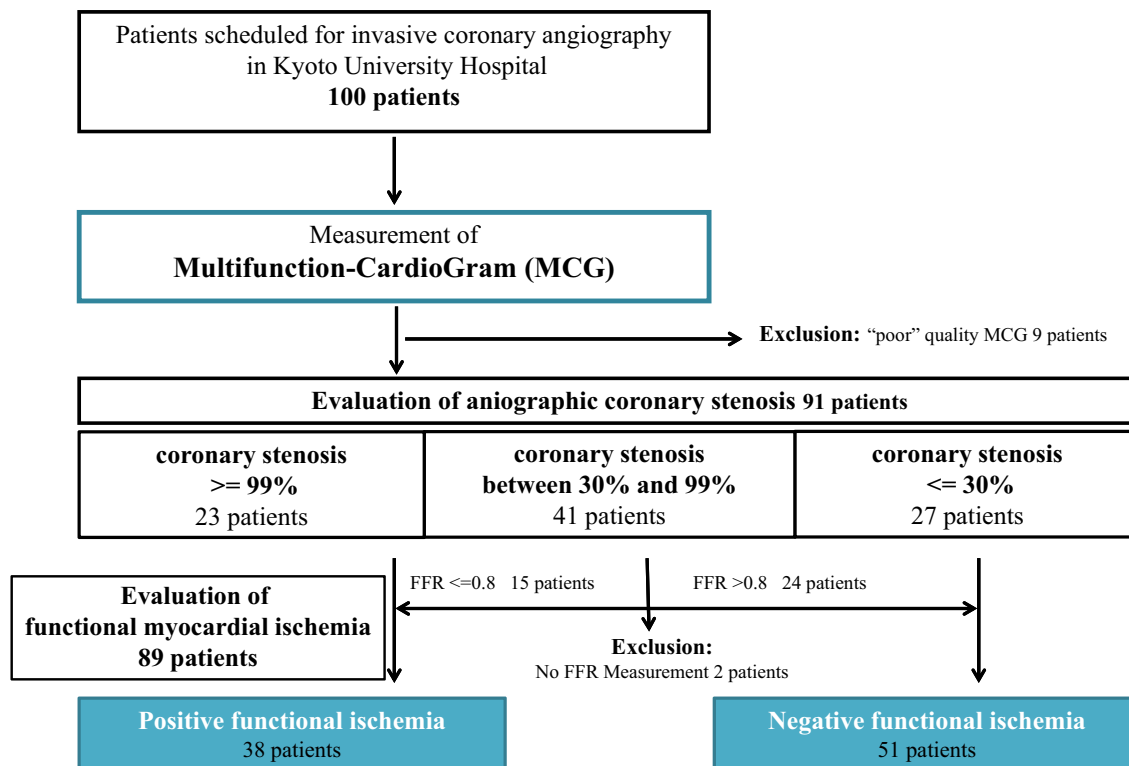 Patients scheduled for invasive coronary angiography
in Kyoto University Hospital
100 patients
Measurement of
Multifunction-CardioGram (MCG)
Exclusion: “poor” quality MCG 9 patients
Evaluation of aniographic coronary stenosis 91 patients
coronary stenosis
>= 99%
23 patients
coronary stenosis
between 30% and 99%
41 patients
coronary stenosis
<= 30%
27 patients
FFR <=0.8 15 patients
FFR >0.8 24 patients
Evaluation of
functional myocardial ischemia
89 patients
Exclusion:
No FFR Measurement 2 patients
Positive functional ischemia
38 patients
Negative functional ischemia
51 patients